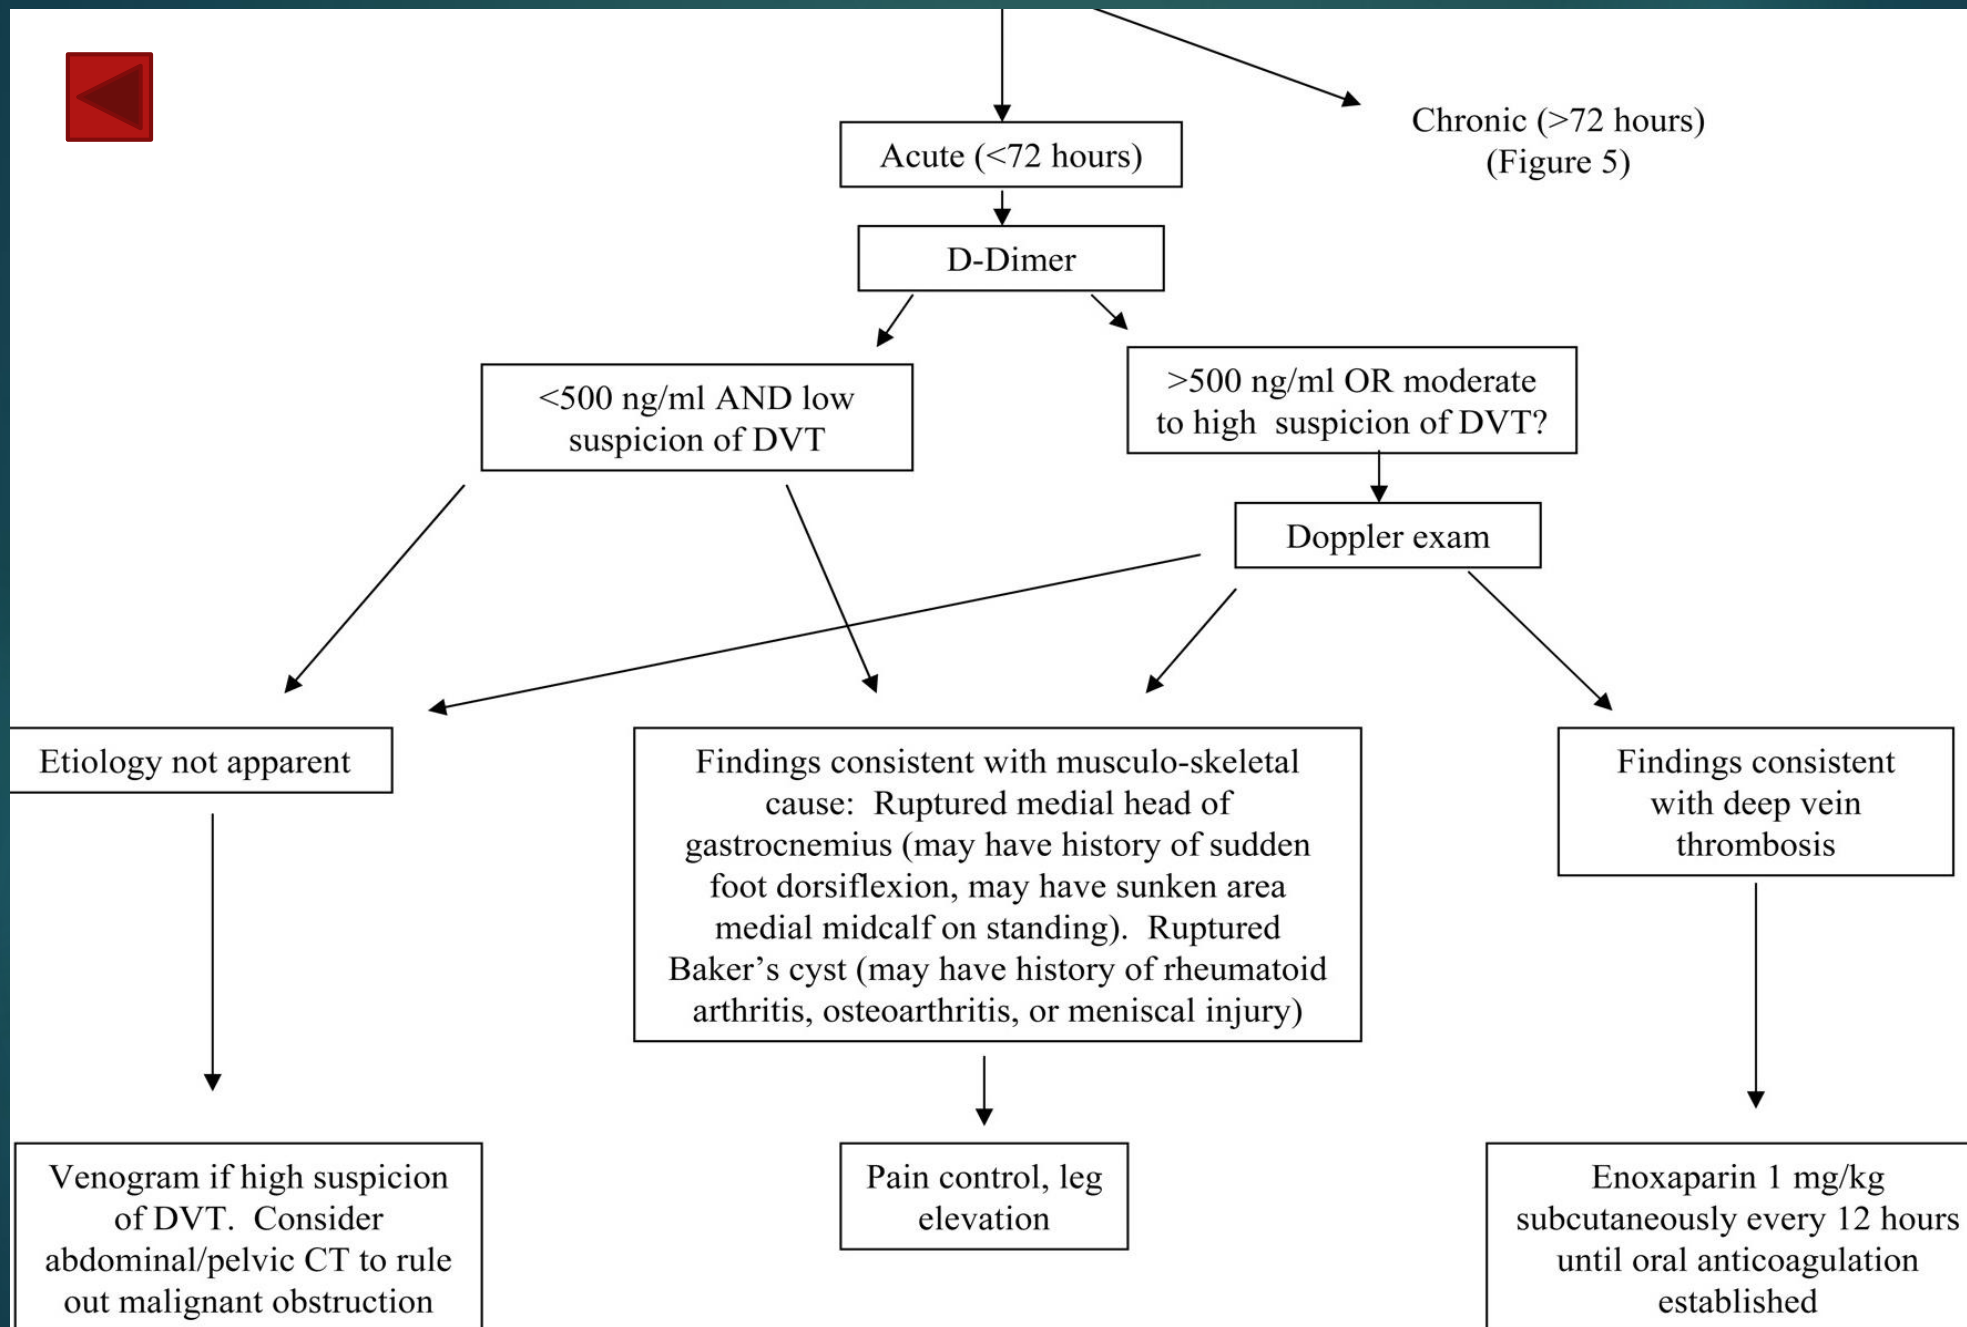 Chronic (>72 hours)
(Figure 5)
Acute (<72 hours)
D-Dimer
<500 ng/ml AND low
suspicion of DVT
>500 ng/ml OR moderate
to high  suspicion of DVT?
Doppler exam
Etiology not apparent
Findings consistent with musculo-skeletal
cause:  Ruptured medial head of
gastrocnemius (may have history of sudden
foot dorsiflexion, may have sunken area
medial midcalf on standing).  Ruptured
Baker’s cyst (may have history of rheumatoid
arthritis, osteoarthritis, or meniscal injury)
Findings consistent
with deep vein
thrombosis
Venogram if high suspicion
of DVT.  Consider
abdominal/pelvic CT to rule
out malignant obstruction
Pain control, leg
elevation
Enoxaparin 1 mg/kg
subcutaneously every 12 hours
until oral anticoagulation
established